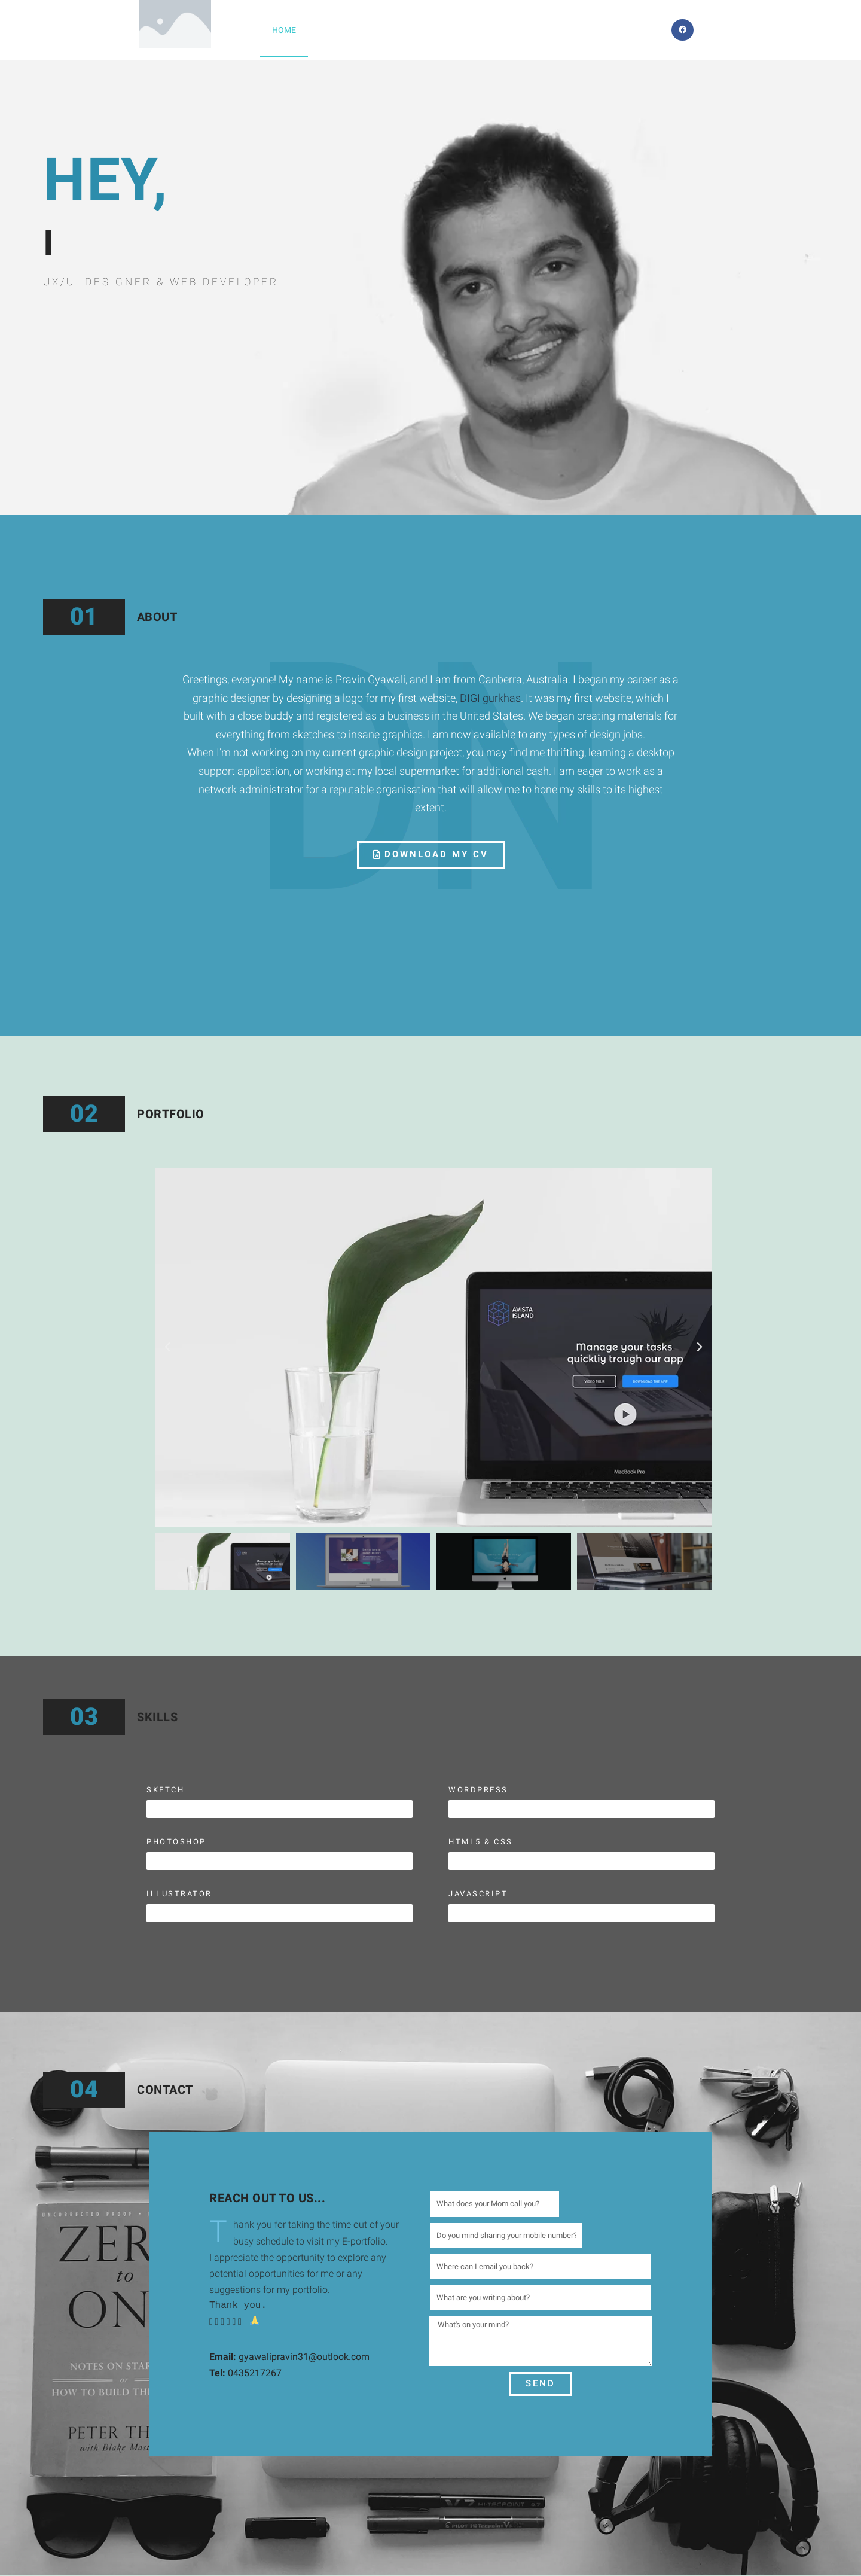 HOME
HEY,
I
UX/UI DESIGNER & WEB DEVELOPER
01
ABOUT
DN
Greetings, everyone! My name is Pravin Gyawali, and I am from Canberra, Australia. I began my career as a
graphic designer by designing a logo for my first website, DIGI gurkhas. It was my first website, which I
built with a close buddy and registered as a business in the United States. We began creating materials for
everything from sketches to insane graphics. I am now available to any types of design jobs.
When I'm not working on my current graphic design project, you may find me thrifting, learning a desktop
support application, or working at my local supermarket for additional cash. I am eager to work as a
network administrator for a reputable organisation that will allow me to hone my skills to its highest
extent.
DOWNLOAD MY CV
02
PORTFOLIO
AVISTA
ISLAND
Manage your tasks
quicktly trough our app
VIDEO TOUR
DOWNLOAD THE APP
MacBook Pro
03
SKILLS
SKETCH
WORDPRESS
PHOTOSHOP
HTML5 & CSS
ILLUSTRATOR
JAVASCRIPT
04
CONTACT
REACH OUT TO US...
Thank you for taking the time out of your
busy schedule to visit my E-portfolio.
I appreciate the opportunity to explore any
potential opportunities for me or any
suggestions for my portfolio.
Thank you.
🙏
Email: gyawalipravin31@outlook.com
Tel: 0435217267
What does your Mom call you?
Do you mind sharing your mobile number?
Where can I email you back?
What are you writing about?
What's on your mind?
SEND
ZER
to
ON
NOTES ON STAR
or
HOW TO BUILD TH
PETER TH
with Blake Mast